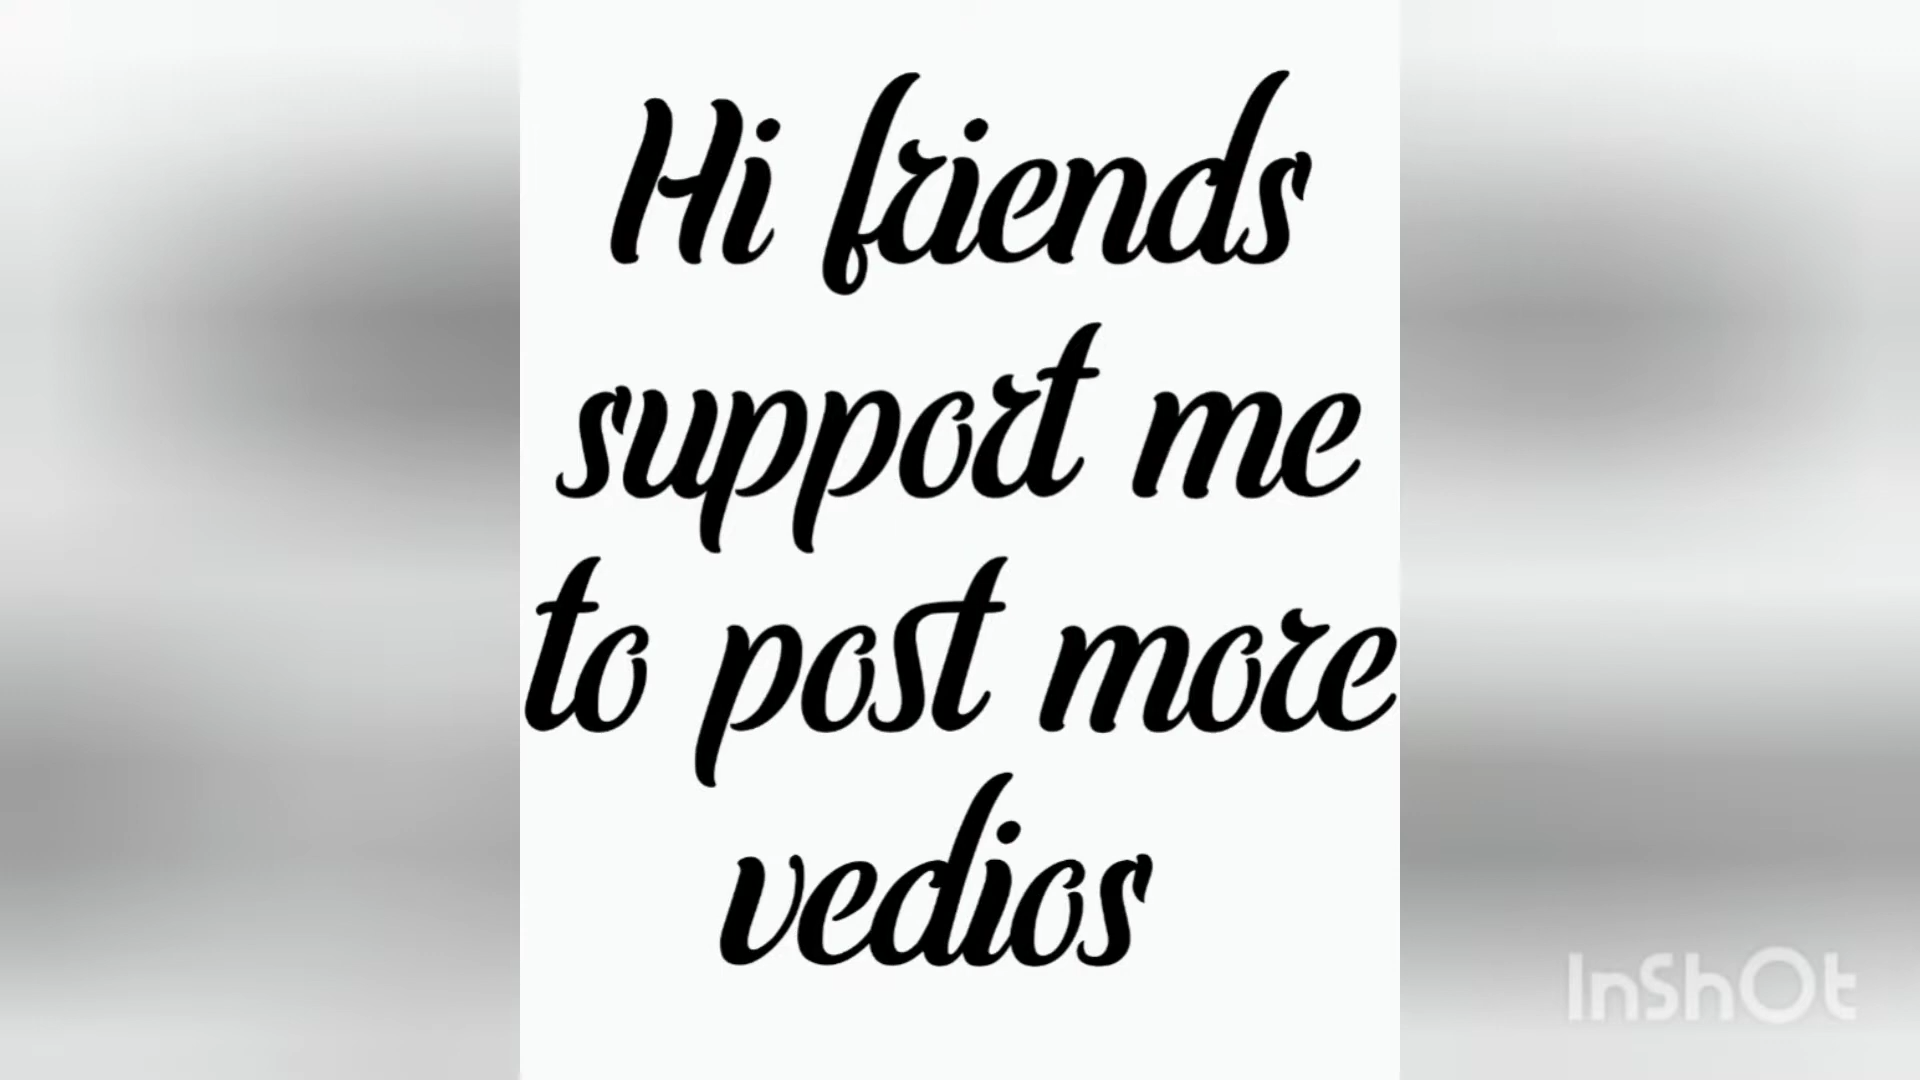 Hi friends
support me
to post more
vedios
InShOt